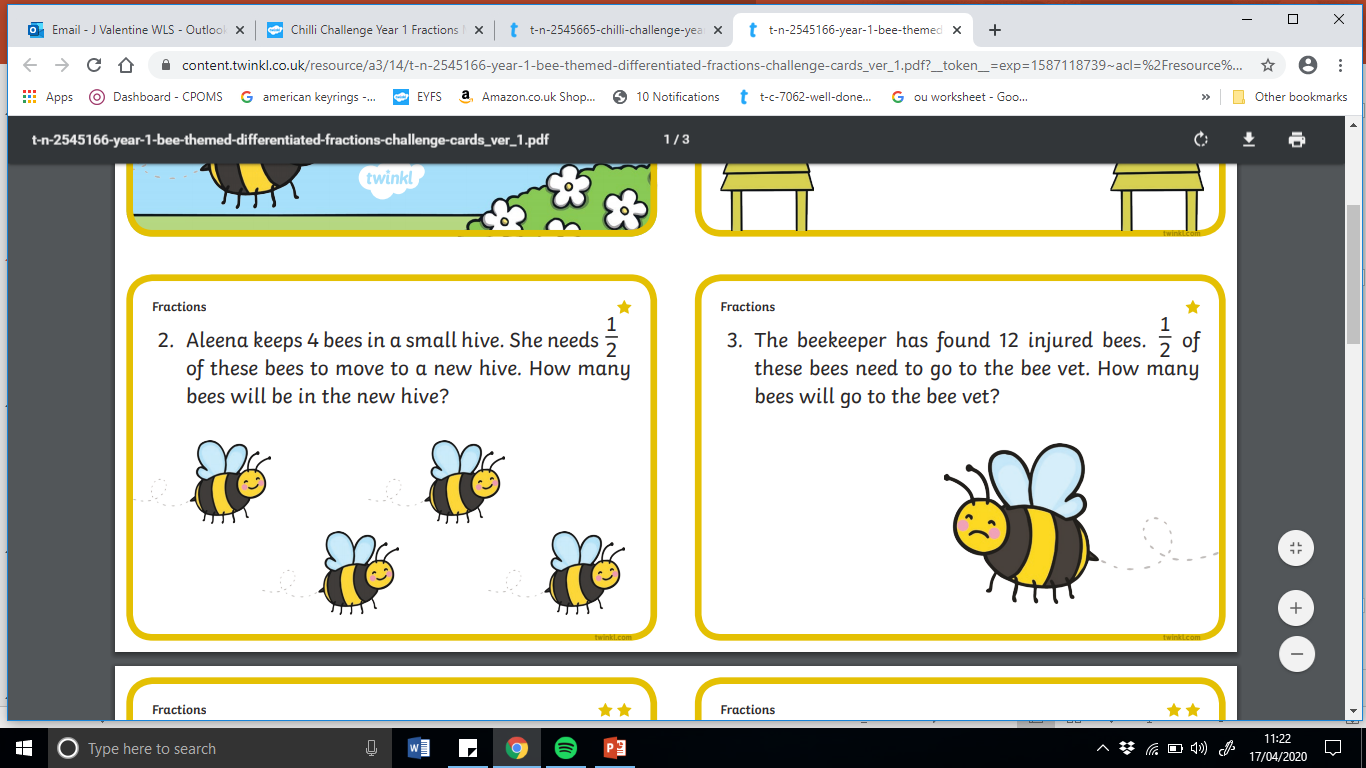 Email - J Valentine WLS - Outlook
Chilli Challenge Year 1 Fractions
t-n-2545665-chilli-challenge-year
t-n-2545166-year-1-bee-themed
content.twinkl.co.uk/resource/a3/14/t-n-2545166-year-1-bee-themed-differentiated-fractions-challenge-cards_ver_1.pdf?__token__=exp=1587118739~acl=%2Fresource%...
Apps
Dashboard - CPOMS
american keyrings -...
EYFS
Amazon.co.uk Shop...
10 Notifications
t-c-7062-well-done...
ou worksheet - Goo...
»
Other bookmarks
t-n-2545166-year-1-bee-themed-differentiated-fractions-challenge-cards_ver_1.pdf
1 / 3
twinkl
twinkl.com
Fractions
2. Aleena keeps 4 bees in a small hive. She needs 1/2
of these bees to move to a new hive. How many
bees will be in the new hive?
twinkl.com
Fractions
3. The beekeeper has found 12 injured bees. 1/2 of
these bees need to go to the bee vet. How many
bees will go to the bee vet?
twinkl.com
Fractions
Fractions
Type here to search
11:22
17/04/2020